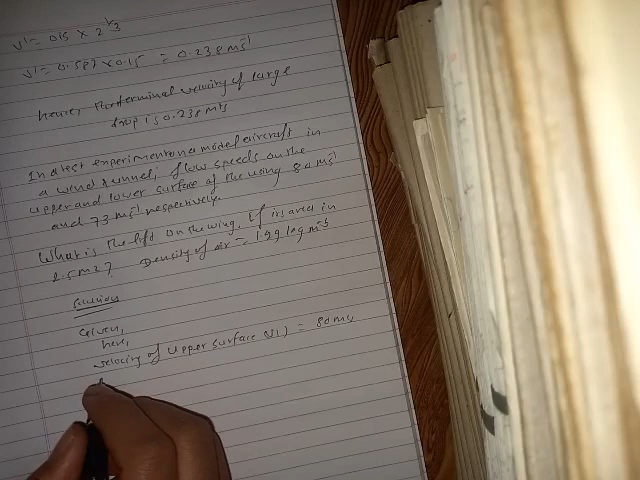 v' = 0.15 × 2^2/3
v' = 0.587 × 0.15 = 0.238 ms^-1
hence, the terminal velocity of large
drop is 0.238 m/s
In a test experiment on a model aircraft in
a wind tunnel, flow speeds on the
upper and lower surface of the wing 80 ms^-1
and 73 ms^-1 respectively.
What is the lift on the wing, if its area is
2.5 m2? Density of air = 1.29 kg m^-3
Solution
Given,
here,
velocity of upper surface (v1) = 80 m/s